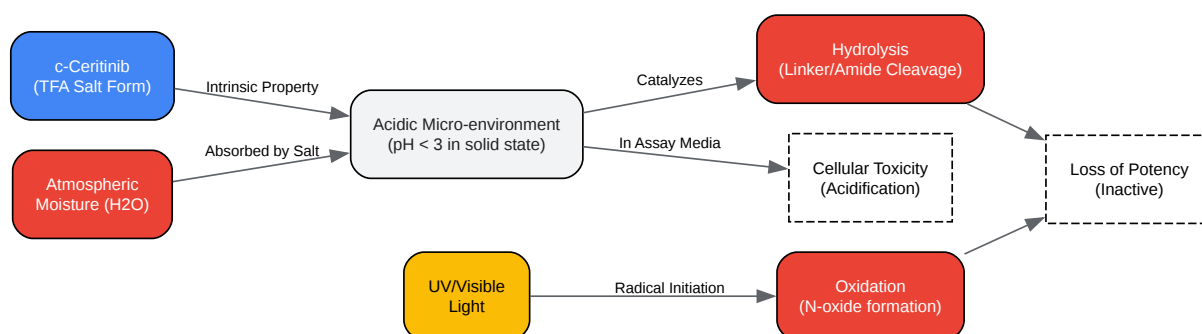 c-Ceritinib
(TFA Salt Form)
Intrinsic Property
Atmospheric
Moisture (H2O)
Absorbed by Salt
Acidic Micro-environment
(pH < 3 in solid state)
Catalyzes
Hydrolysis
(Linker/Amide Cleavage)
In Assay Media
Cellular Toxicity
(Acidification)
Loss of Potency
(Inactive)
UV/Visible
Light
Radical Initiation
Oxidation
(N-oxide formation)